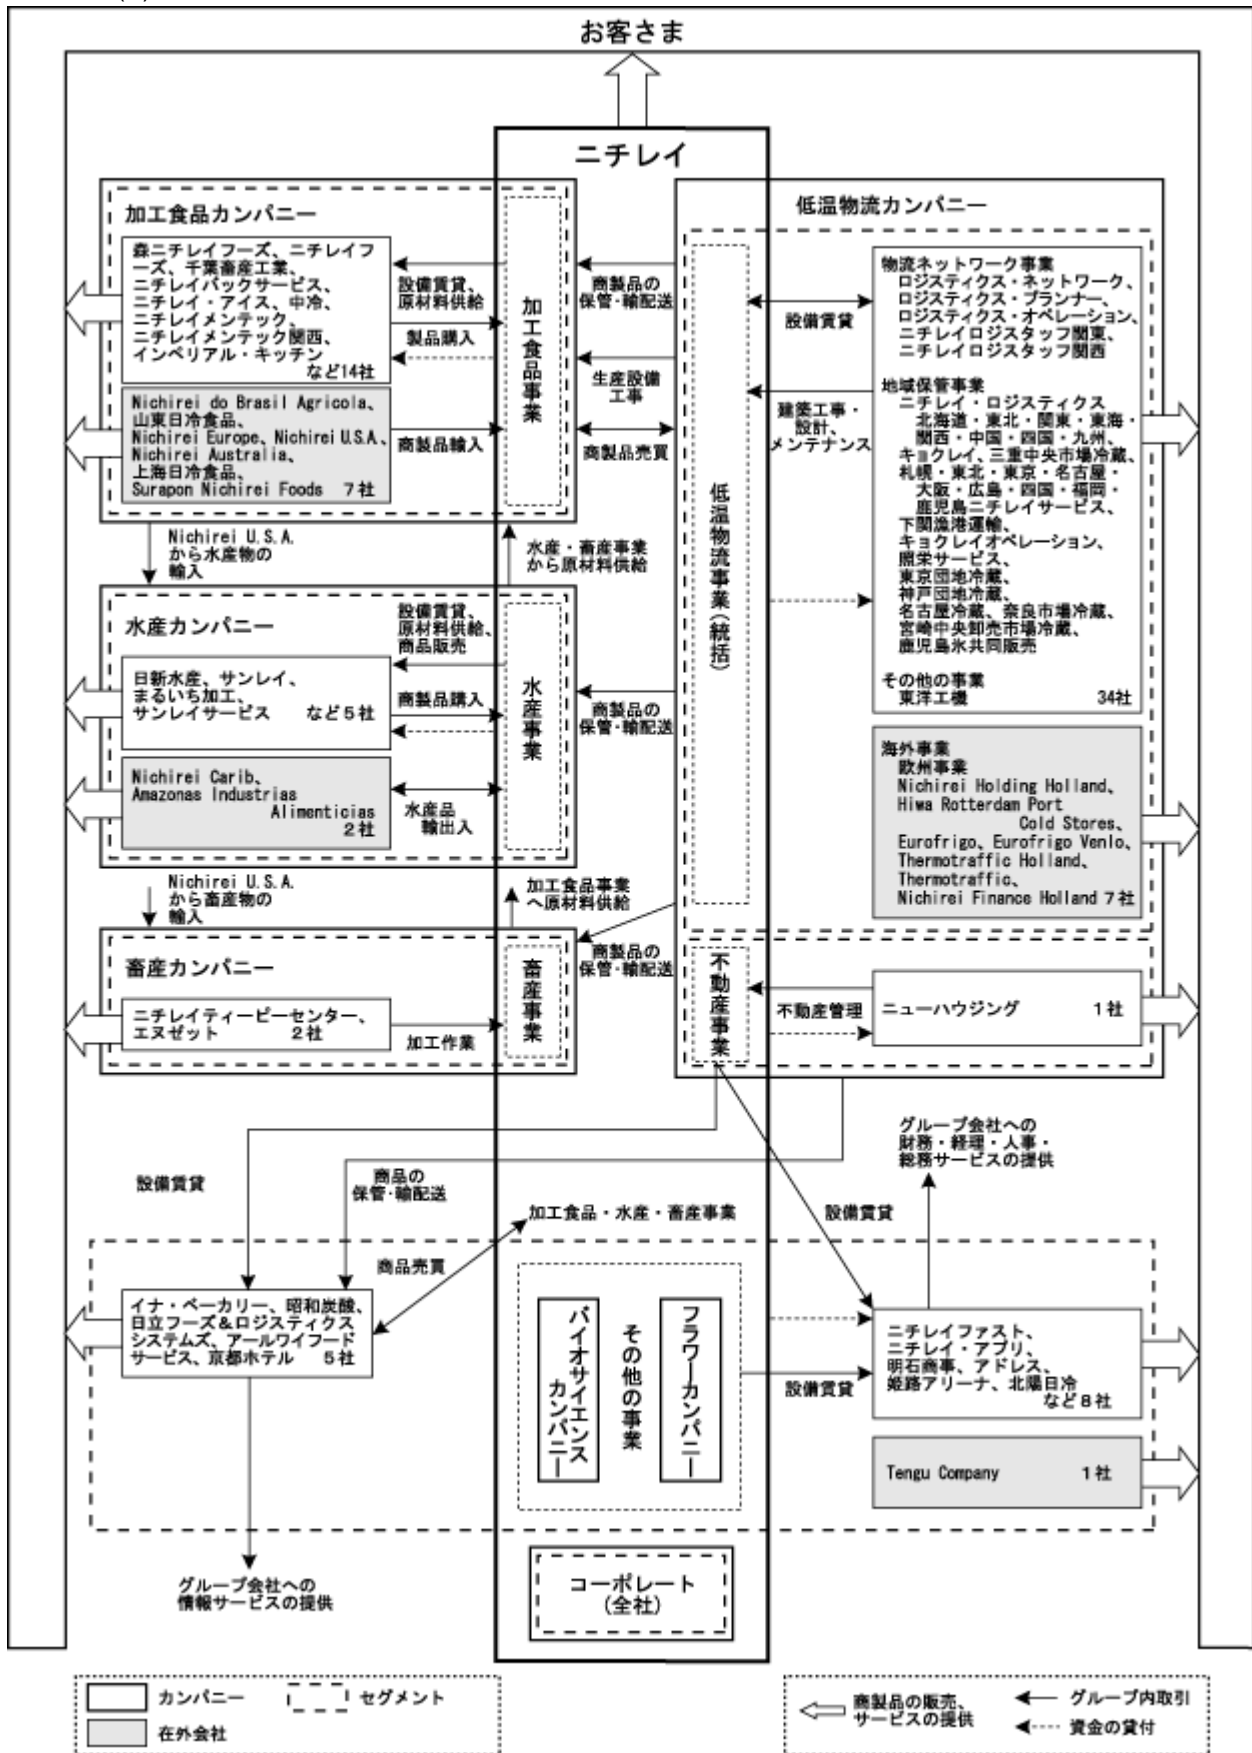 お客さま
ニチレイ
加工食品カンパニー
森ニチレイフーズ、ニチレイフ
ーズ、千葉畜産工業、
ニチレイパックサービス、
ニチレイ・アイス、中冷、
ニチレイメンテック、
ニチレイメンテック関西、
インペリアル・キッチン
など14社
Nichirei do Brasil Agricola、
山東日冷食品、
Nichirei Europe、Nichirei U.S.A、
Nichirei Australia、
上海日冷食品、
Surapon Nichirei Foods 7社
設備賃貸、
原材料供給
製品購入
商製品輸入
加工食品事業
商製品の
保管・輸配送
生産設備
工事
商製品売買
Nichirei U.S.A.
から水産物の
輸入
水産・畜産事業
から原材料供給
水産カンパニー
日新水産、サンレイ、
まるいち加工、
サンレイサービス など5社
Nichirei Carib、
Amazonas Industrias
Alimenticias
2社
設備賃貸、
原材料供給、
商品販売
商製品購入
水産品
輸出入
水産事業
商製品の
保管・輸配送
Nichirei U.S.A.
から畜産物の
輸入
加工食品事業
へ原材料供給
畜産カンパニー
ニチレイティーピーセンター、
エヌゼット 2社
加工作業
畜産事業
商製品の
保管・輸配送
低温物流カンパニー
低温物流事業(統括)
設備賃貸
建築工事・
設計、
メンテナンス
物流ネットワーク事業
ロジスティクス・ネットワーク、
ロジスティクス・プランナー、
ロジスティクス・オペレーション、
ニチレイロジスタッフ関東、
ニチレイロジスタッフ関西
地域保管事業
ニチレイ・ロジスティクス
北海道・東北・関東・東海・
関西・中国・四国・九州、
キョクレイ、三重中央市場冷蔵、
札幌・東北・東京・名古屋・
大阪・広島・四国・福岡・
鹿児島ニチレイサービス、
下関漁港運輸、
キョクレイオペレーション、
照栄サービス、
東京団地冷蔵、
神戸団地冷蔵、
名古屋冷蔵、奈良市場冷蔵、
宮崎中央卸売市場冷蔵、
鹿児島氷共同販売
その他の事業
東洋工機 34社
海外事業
欧州事業
Nichirei Holding Holland、
Hiwa Rotterdam Port
Cold Stores、
Eurofrigo、Eurofrigo Venlo、
Thermotraffic Holland、
Thermotraffic、
Nichirei Finance Holland 7社
不動産事業
不動産管理
ニューハウジング 1社
設備賃貸
商品の
保管・輸配送
加工食品・水産・畜産事業
商品売買
設備賃貸
グループ会社への
財務・経理・人事・
総務サービスの提供
イナ・ベーカリー、昭和炭酸、
日立フーズ&ロジスティクス
システムズ、アールワイフード
サービス、京都ホテル 5社
バイオサイエンス
カンパニー
その他の事業
フラワーカンパニー
設備賃貸
ニチレイファスト、
ニチレイ・アプリ、
明石商事、アドレス、
姫路アリーナ、北陽日冷
など8社
Tengu Company 1社
グループ会社への
情報サービスの提供
コーポレート
(全社)
カンパニー
セグメント
在外会社
商製品の販売、
サービスの提供
グループ内取引
資金の貸付